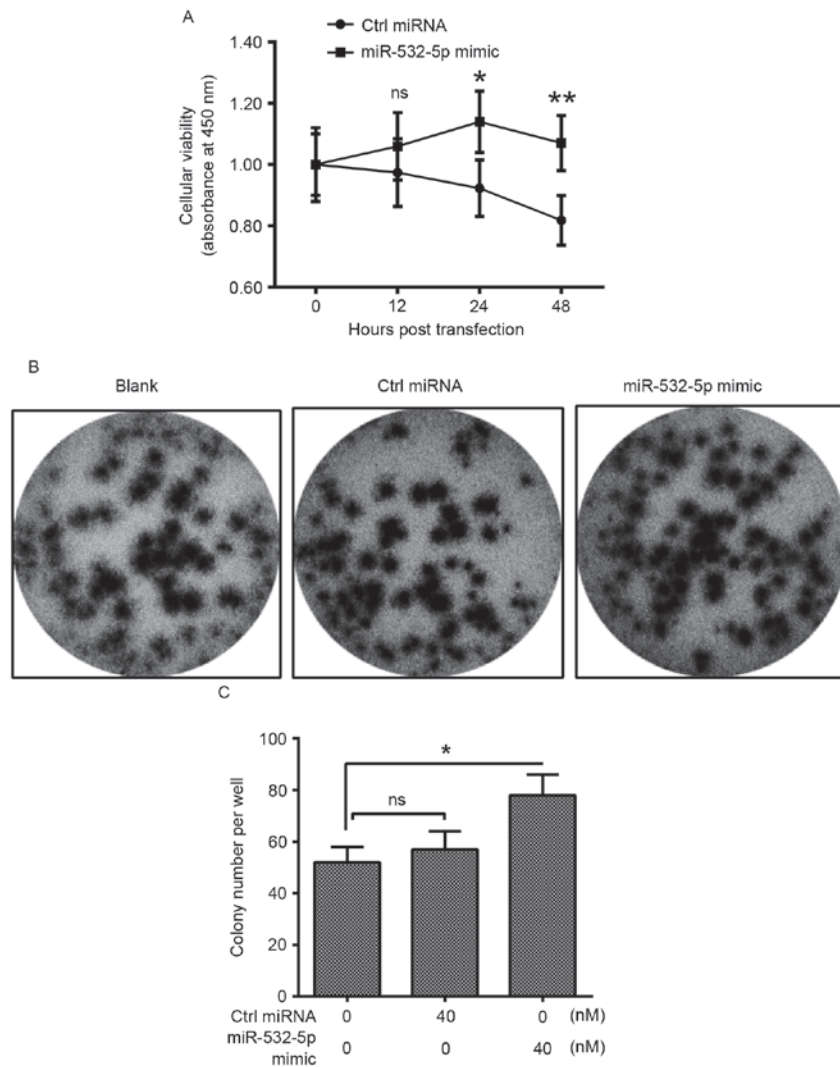 A
Ctrl miRNA
miR-532-5p mimic
Cellular viability
(absorbance at 450 nm)
1.40
1.20
1.00
0.80
0.60
ns
*
**
0 12 24 48
Hours post transfection
B
Blank Ctrl miRNA miR-532-5p mimic
C
Colony number per well
100
80
60
40
20
0
*
ns
Ctrl miRNA 0 40 0 (nM)
miR-532-5p
mimic 0 0 40 (nM)